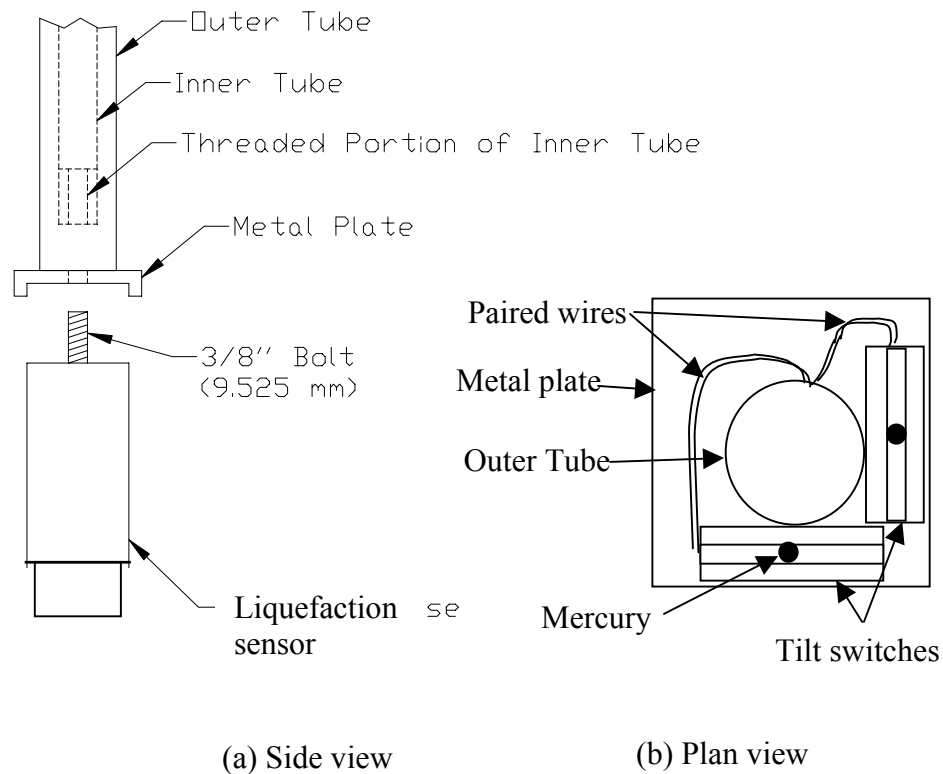 Outer Tube
Inner Tube
Threaded Portion of Inner Tube
Metal Plate
3/8" Bolt
(9.525 mm)
Liquefaction se
sensor
Paired wires
Metal plate
Outer Tube
Mercury
Tilt switches
(a) Side view
(b) Plan view